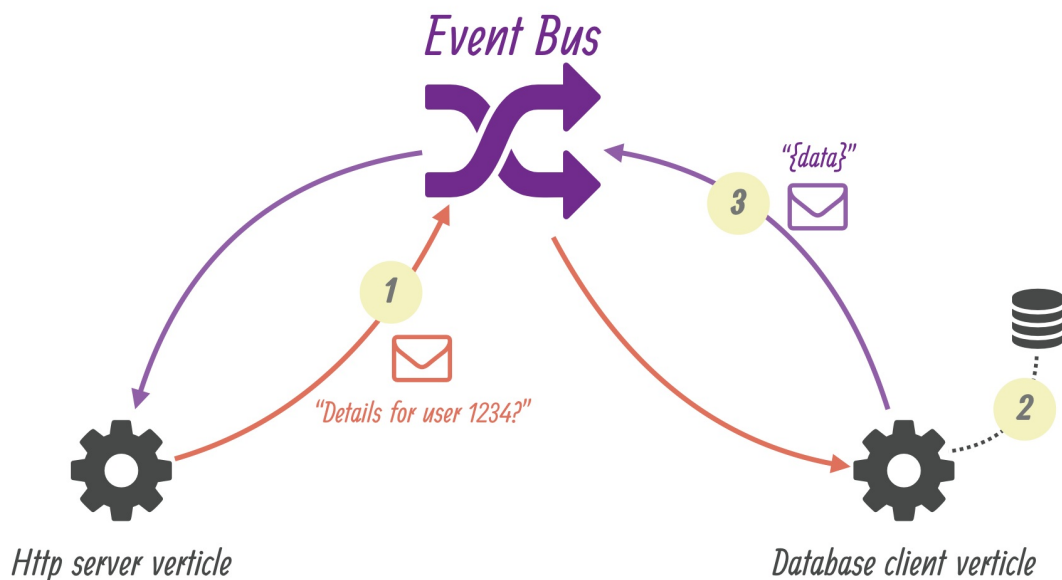 Event Bus
"{data}"
3
1
"Details for user 1234?"
2
Http server verticle
Database client verticle